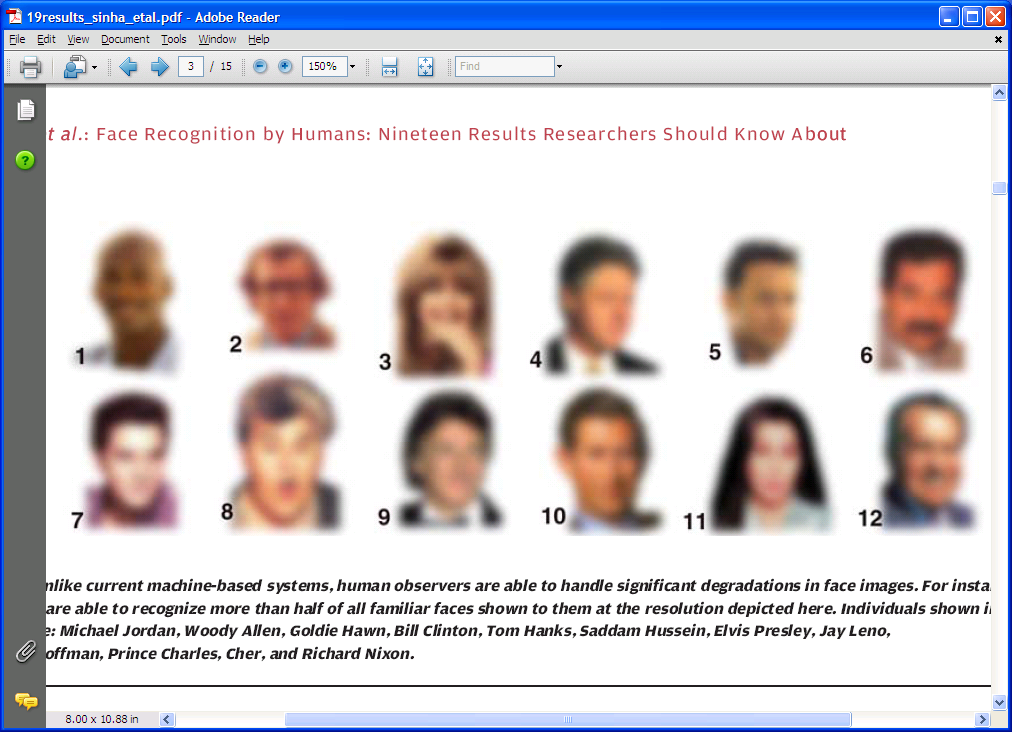 19results_sinha_etal.pdf - Adobe Reader
File Edit View Document Tools Window Help
3 / 15 150% Find
t al.: Face Recognition by Humans: Nineteen Results Researchers Should Know About
1 2 3 4 5 6
7 8 9 10 11 12
nlike current machine-based systems, human observers are able to handle significant degradations in face images. For insta
are able to recognize more than half of all familiar faces shown to them at the resolution depicted here. Individuals shown i
e: Michael Jordan, Woody Allen, Goldie Hawn, Bill Clinton, Tom Hanks, Saddam Hussein, Elvis Presley, Jay Leno,
offman, Prince Charles, Cher, and Richard Nixon.
8.00 x 10.88 in